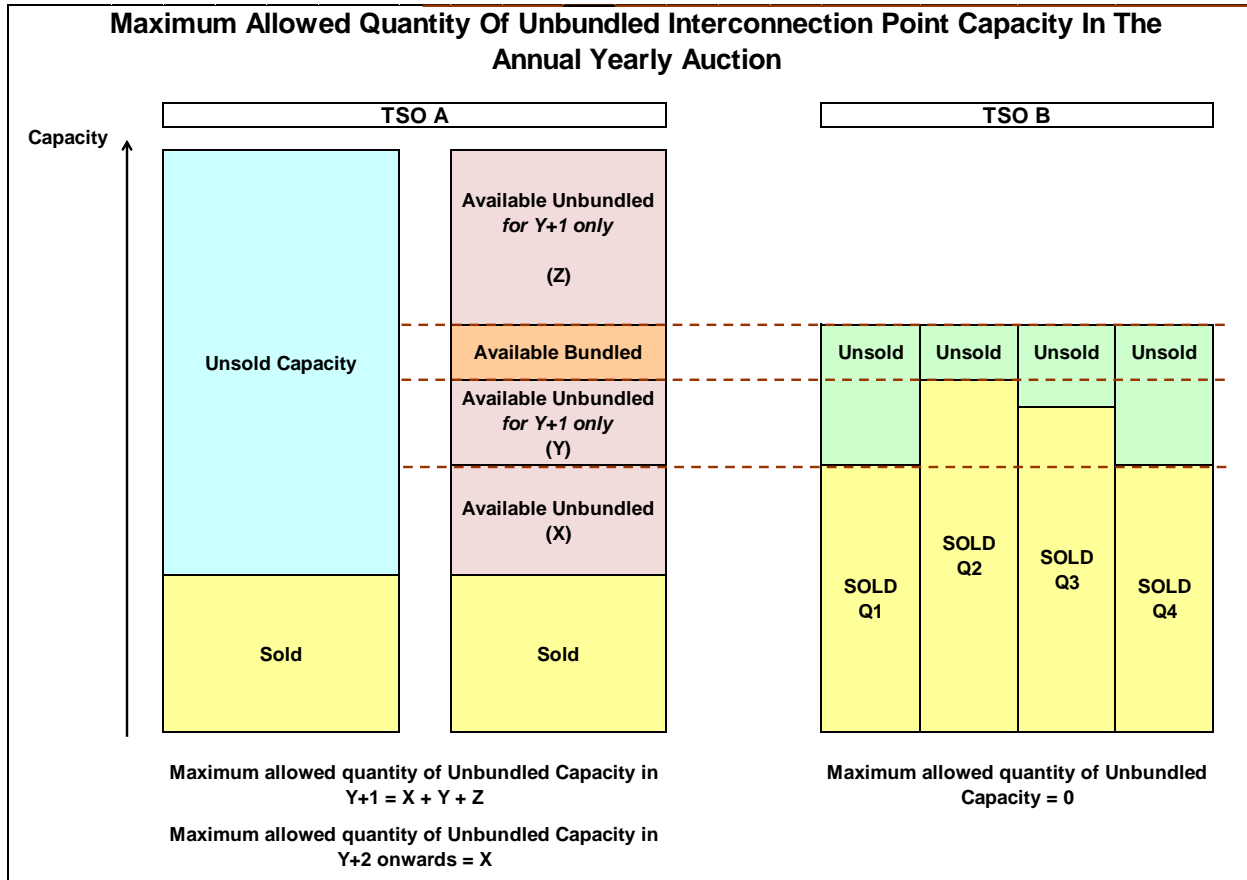 Maximum Allowed Quantity Of Unbundled Interconnection Point Capacity In The
Annual Yearly Auction
TSO A
TSO B
Capacity
Unsold Capacity
Sold
Available Unbundled
for Y+1 only
(Z)
Available Bundled
Available Unbundled
for Y+1 only
(Y)
Available Unbundled
(X)
Sold
Unsold
Unsold
Unsold
Unsold
SOLD
Q1
SOLD
Q2
SOLD
Q3
SOLD
Q4
Maximum allowed quantity of Unbundled Capacity in
Y+1 = X + Y + Z
Maximum allowed quantity of Unbundled Capacity in
Y+2 onwards = X
Maximum allowed quantity of Unbundled
Capacity = 0